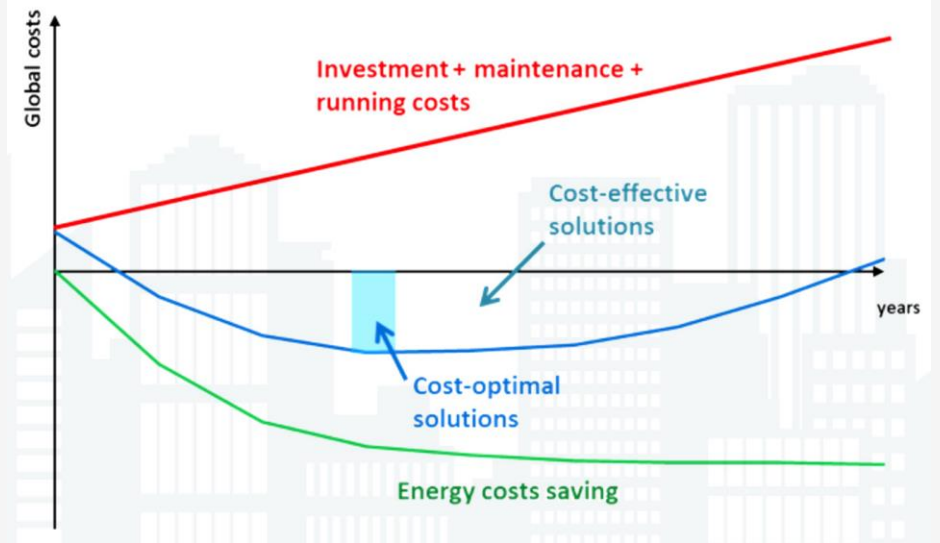 Global costs
Investment + maintenance +
running costs
Cost-effective
solutions
years
Cost-optimal
solutions
Energy costs saving